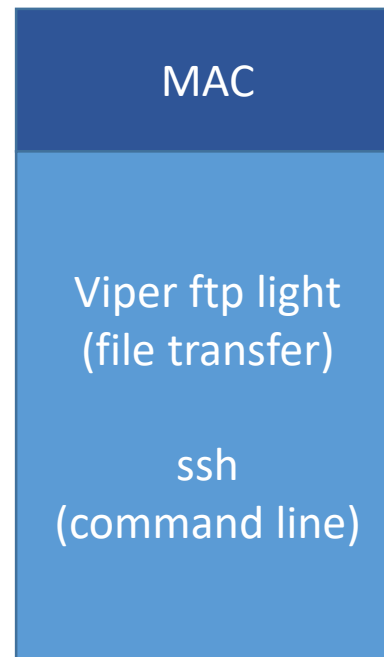 MAC
Viper ftp light
(file transfer)
ssh
(command line)